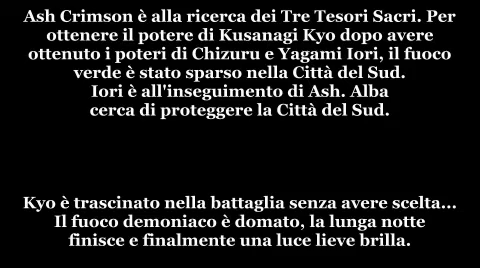 Ash Crimson è alla ricerca dei Tre Tesori Sacri. Per
ottenere il potere di Kusanagi Kyo dopo avere
ottenuto i poteri di Chizuru e Yagami Iori, il fuoco
verde è stato sparso nella Città del Sud.
Iori è all'inseguimento di Ash. Alba
cerca di proteggere la Città del Sud.
Kyo è trascinato nella battaglia senza avere scelta...
Il fuoco demoniaco è domato, la lunga notte
finisce e finalmente una luce lieve brilla.